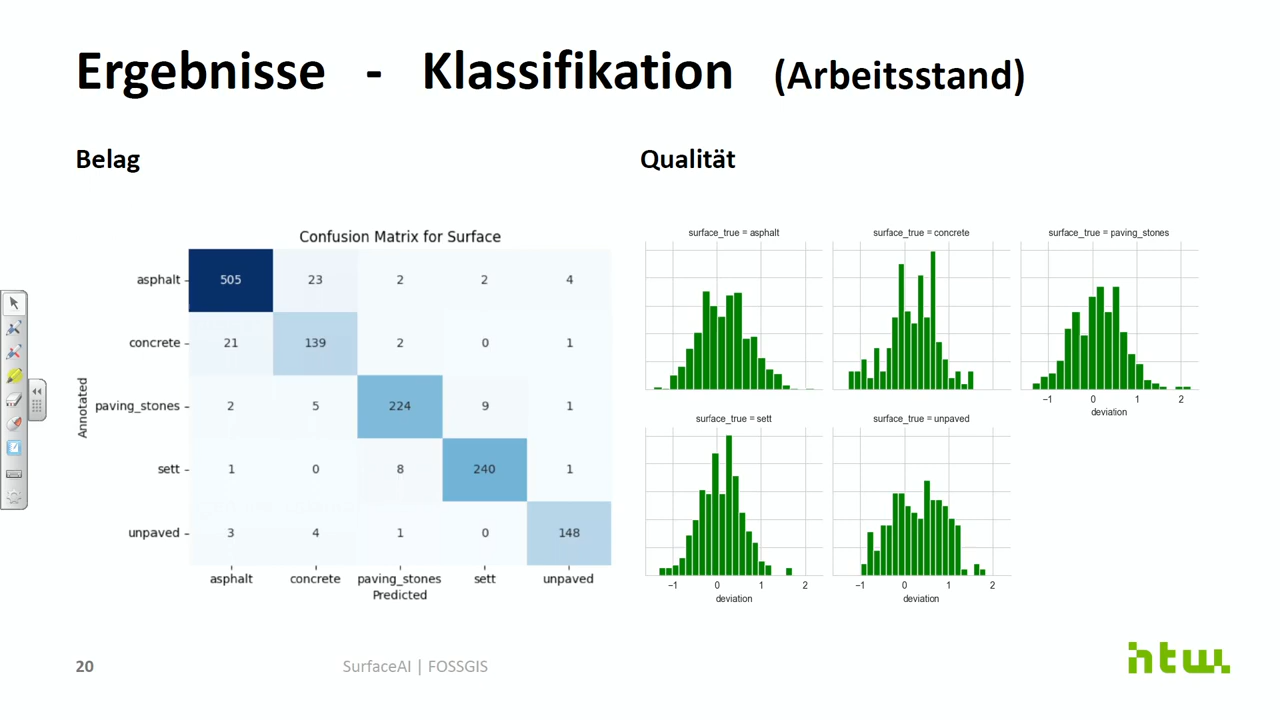 Ergebnisse - Klassifikation (Arbeitsstand)
Belag
Confusion Matrix for Surface
Annotated
asphalt 505 23 2 2 4
concrete 21 139 2 0 1
paving_stones 2 5 224 9 1
sett 1 0 8 240 1
unpaved 3 4 1 0 148
asphalt concrete paving_stones sett unpaved
Predicted
Qualität
surface_true = asphalt
surface_true = concrete
surface_true = paving_stones
−1 0 1 2
deviation
surface_true = sett
surface_true = unpaved
−1 0 1 2
deviation
−1 0 1 2
deviation
20
SurfaceAI | FOSSGIS
htw.